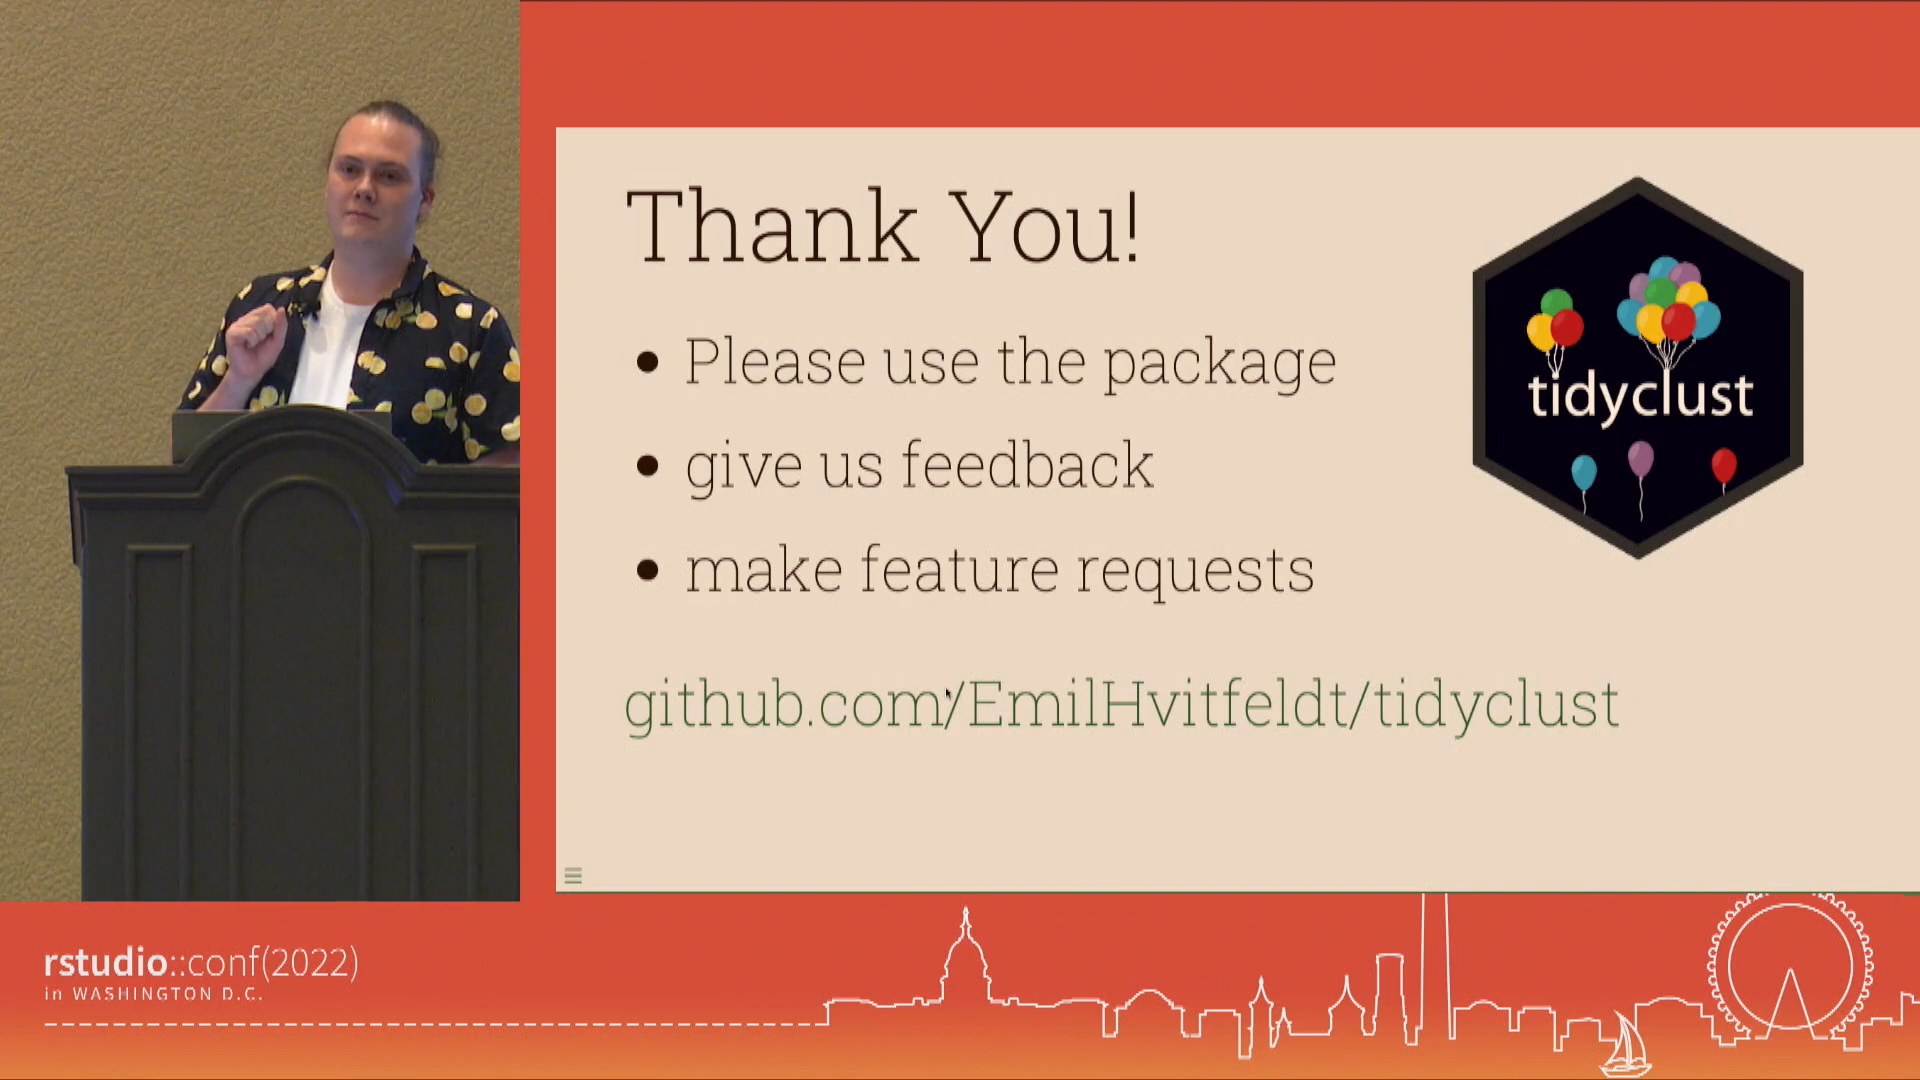 Thank You!
• Please use the package
• give us feedback
• make feature requests
github.com/EmilHvitfeldt/tidyclust
tidyclust
rstudio::conf(2022)
in WASHINGTON D.C.